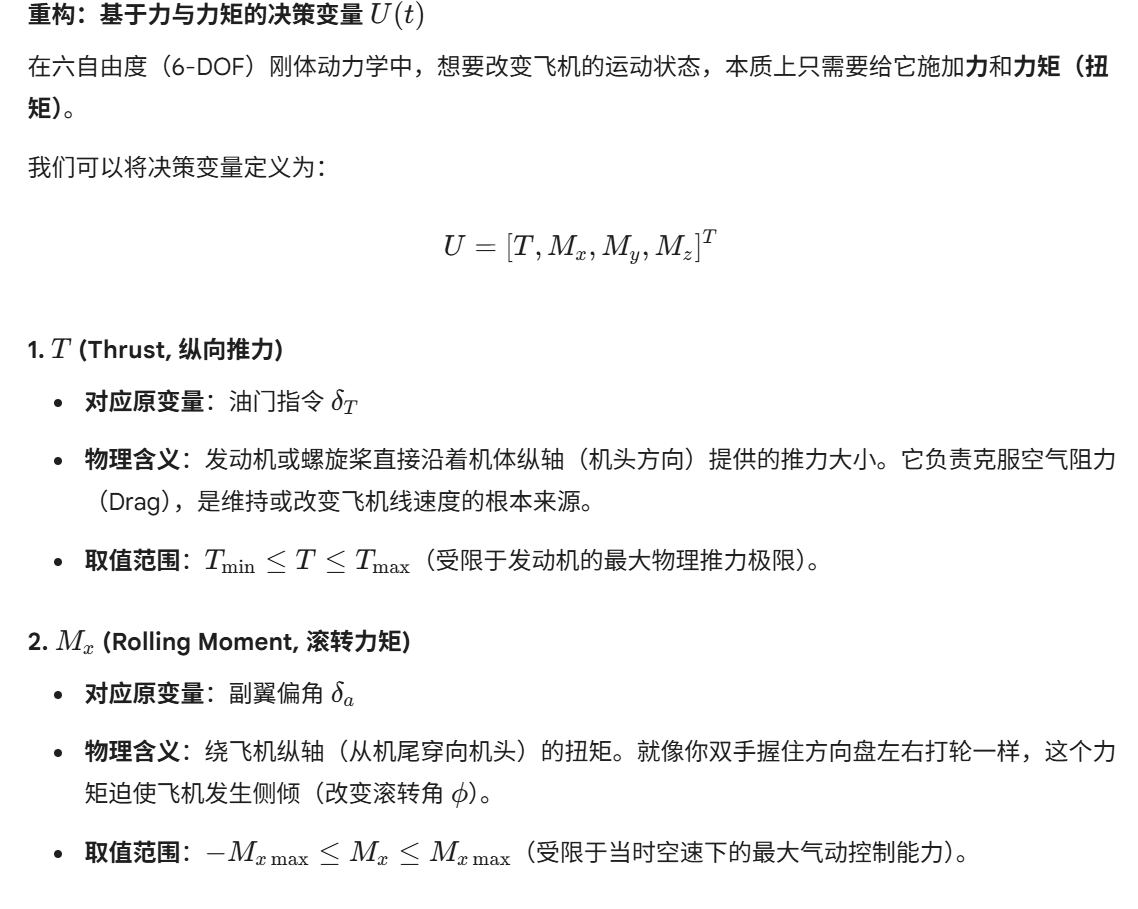 重构：基于力与力矩的决策变量 U(t)
在六自由度（6-DOF）刚体动力学中，想要改变飞机的运动状态，本质上只需要给它施加力和力矩（扭
矩）。
我们可以将决策变量定义为：
U = [T, Mₓ, M_y, M_z]ᵀ
1. T (Thrust, 纵向推力)
• 对应原变量：油门指令 δ_T
• 物理含义：发动机或螺旋桨直接沿着机体纵轴（机头方向）提供的推力大小。它负责克服空气阻力
（Drag），是维持或改变飞机线速度的根本来源。
• 取值范围：T_min ≤ T ≤ T_max（受限于发动机的最大物理推力极限）。
2. Mₓ (Rolling Moment, 滚转力矩)
• 对应原变量：副翼偏角 δₐ
• 物理含义：绕飞机纵轴（从机尾穿向机头）的扭矩。就像你双手握住方向盘左右打轮一样，这个力
矩迫使飞机发生侧倾（改变滚转角 ϕ）。
• 取值范围：−M_x max ≤ Mₓ ≤ M_x max（受限于当时空速下的最大气动控制能力）。